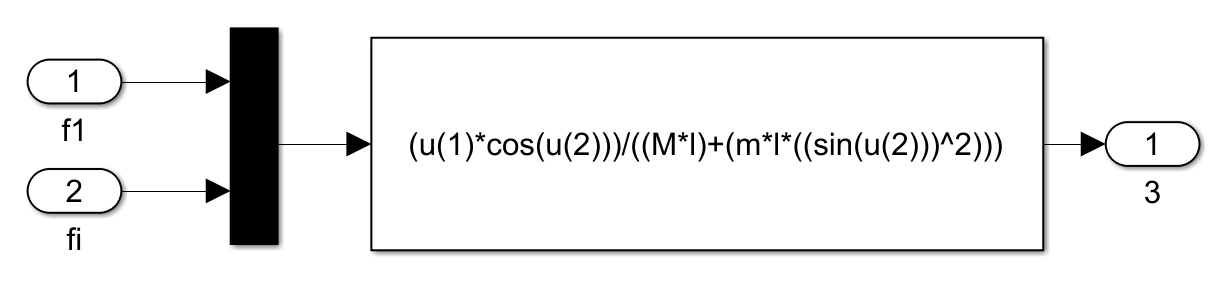 1
f1
2
fi
(u(1)*cos(u(2)))/((M*l)+(m*l*((sin(u(2)))^2)))
1
3